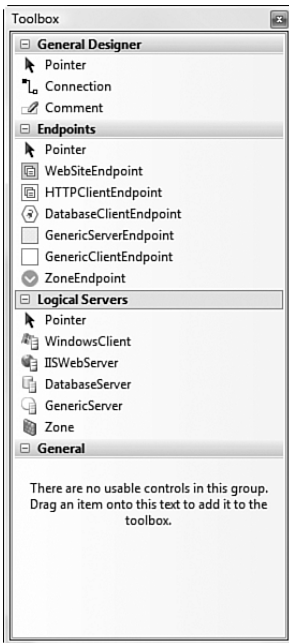 Toolbox
General Designer
Pointer
Connection
Comment
Endpoints
Pointer
WebSiteEndpoint
HTTPClientEndpoint
DatabaseClientEndpoint
GenericServerEndpoint
GenericClientEndpoint
ZoneEndpoint
Logical Servers
Pointer
WindowsClient
IISWebServer
DatabaseServer
GenericServer
Zone
General
There are no usable controls in this group.
Drag an item onto this text to add it to the
toolbox.